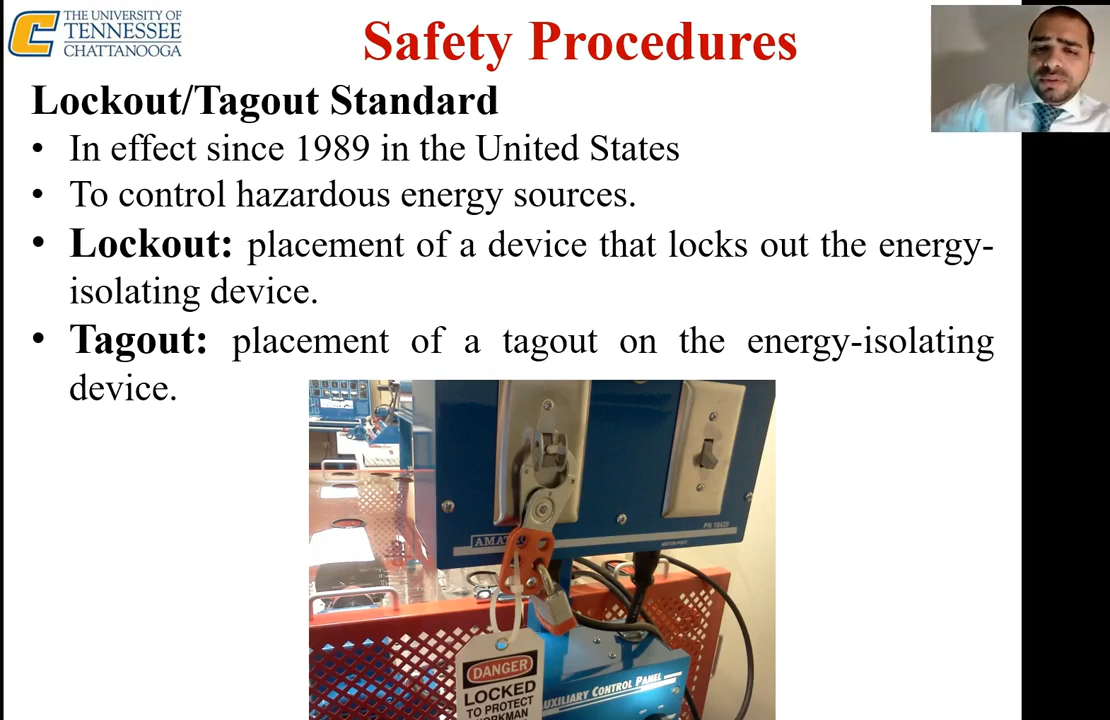 THE UNIVERSITY OF
TENNESSEE
CHATTANOOGA
Safety Procedures
Lockout/Tagout Standard
• In effect since 1989 in the United States
• To control hazardous energy sources.
• Lockout: placement of a device that locks out the energy-
isolating device.
• Tagout: placement of a tagout on the energy-isolating
device.
PN 18420
DANGER
LOCKED
TO PROTECT
WORKMAN
AUXILIARY CONTROL PANEL